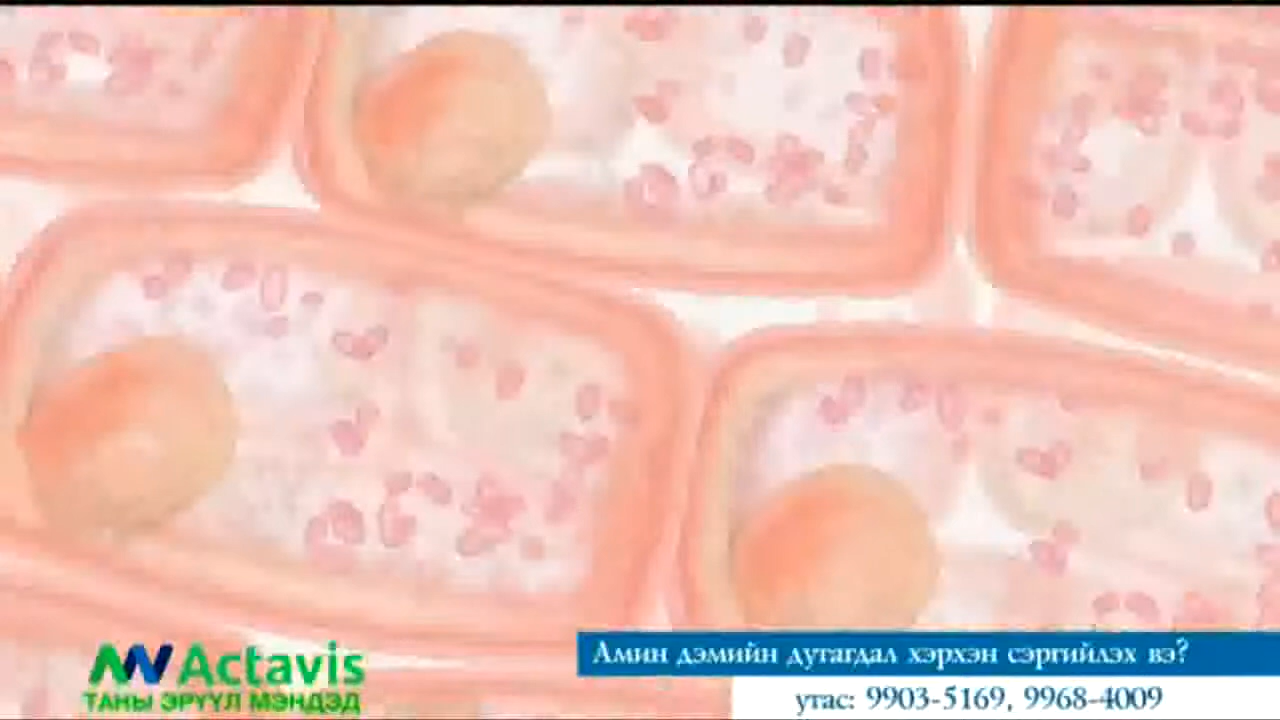 Actavis
ТАНЫ ЭРҮҮЛ МЭНДЭД
Амин дэмийн дутагдал хэрхэн сэргийлэх вэ?
утас: 9903-5169, 9968-4009